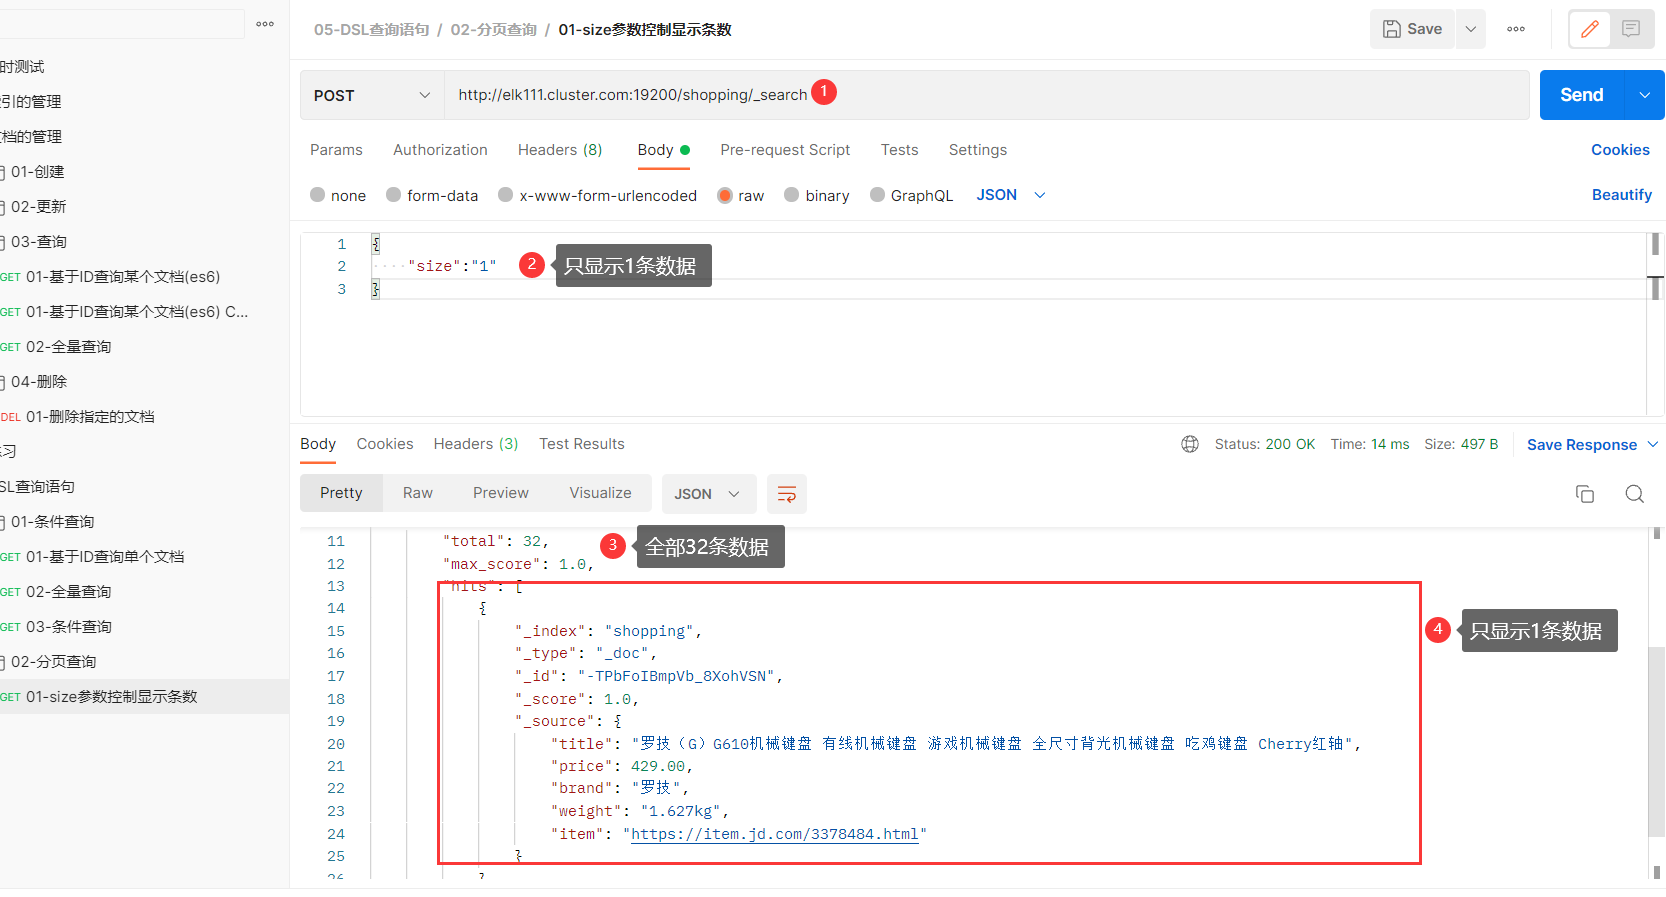 05-DSL查询语句 / 02-分页查询 / 01-size参数控制显示条数
Save
时测试
引的管理
档的管理
01-创建
02-更新
03-查询
GET 01-基于ID查询某个文档(es6)
GET 01-基于ID查询某个文档(es6) C...
GET 02-全量查询
04-删除
DEL 01-删除指定的文档
习
SL查询语句
01-条件查询
GET 01-基于ID查询单个文档
GET 02-全量查询
GET 03-条件查询
02-分页查询
GET 01-size参数控制显示条数
POST http://elk111.cluster.com:19200/shopping/_search 1
Send
Params Authorization Headers (8) Body Pre-request Script Tests Settings Cookies
none form-data x-www-form-urlencoded raw binary GraphQL JSON Beautify
1 {
2 "size":"1" 2 只显示1条数据
3 }
Body Cookies Headers (3) Test Results Status: 200 OK Time: 14 ms Size: 497 B Save Response
Pretty Raw Preview Visualize JSON
11 "total": 32, 3 全部32条数据
12 "max_score": 1.0,
13 "hits": [
14 {
15 "_index": "shopping", 4 只显示1条数据
16 "_type": "_doc",
17 "_id": "-TPbFoIBmpVb_8XohVSN",
18 "_score": 1.0,
19 "_source": {
20 "title": "罗技（G）G610机械键盘 有线机械键盘 游戏机械键盘 全尺寸背光机械键盘 吃鸡键盘 Cherry红轴",
21 "price": 429.00,
22 "brand": "罗技",
23 "weight": "1.627kg",
24 "item": "https://item.jd.com/3378484.html"
25 }
26 }